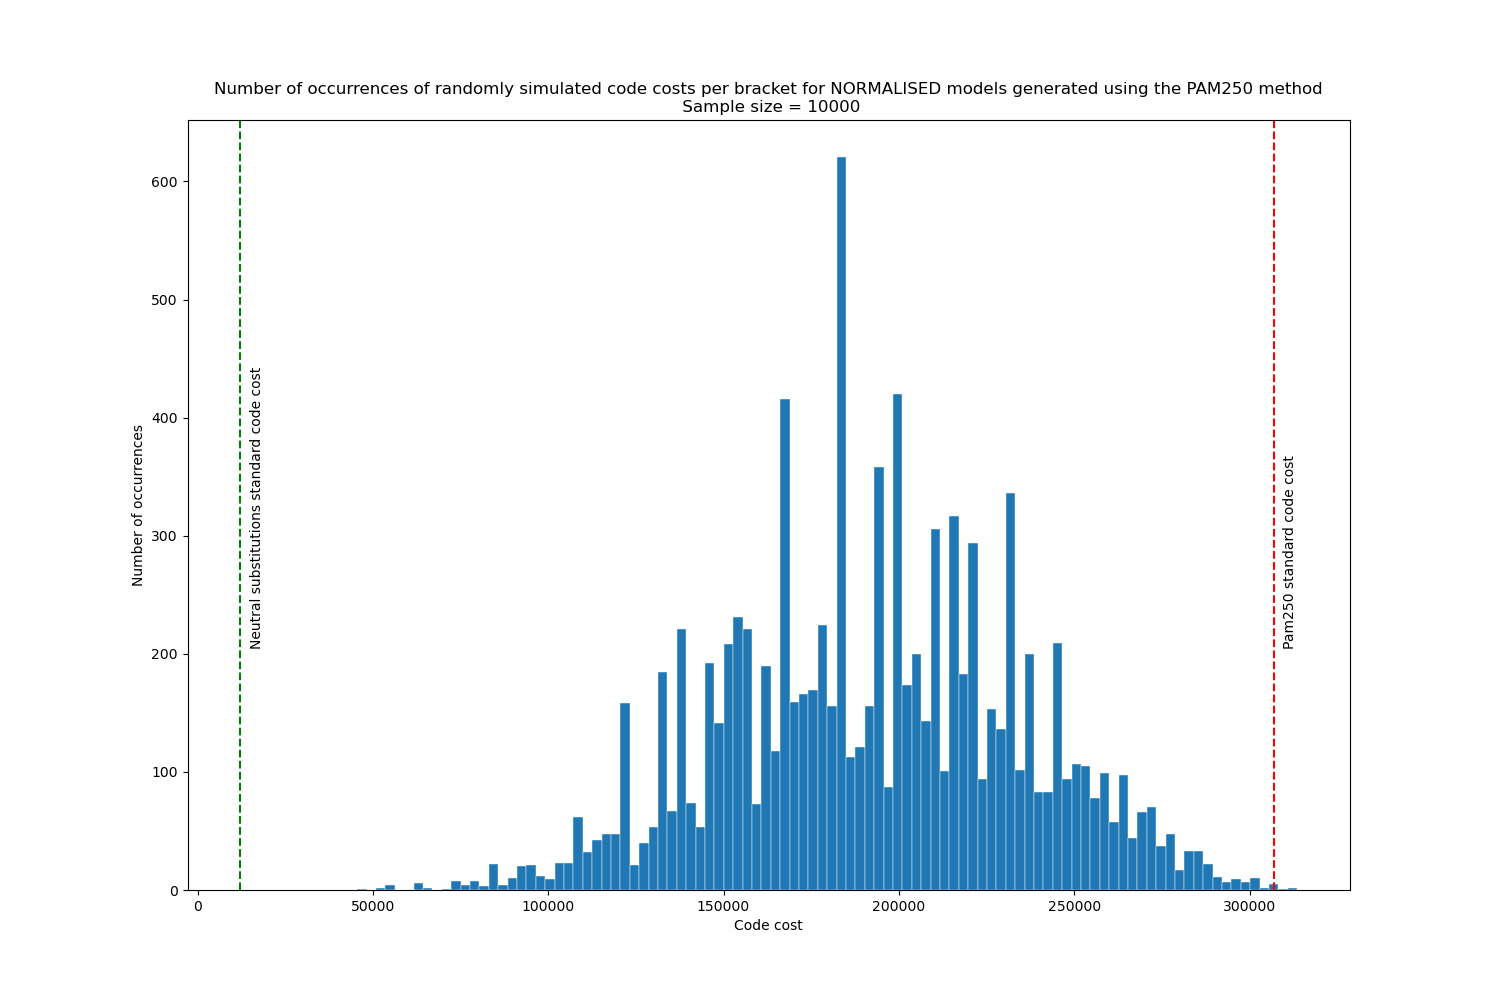 Number of occurrences of randomly simulated code costs per bracket for NORMALISED models generated using the PAM250 method
Sample size = 10000
600
500
400
300
200
100
0
Number of occurrences
Neutral substitutions standard code cost
Pam250 standard code cost
0
50000
100000
150000
200000
250000
300000
Code cost